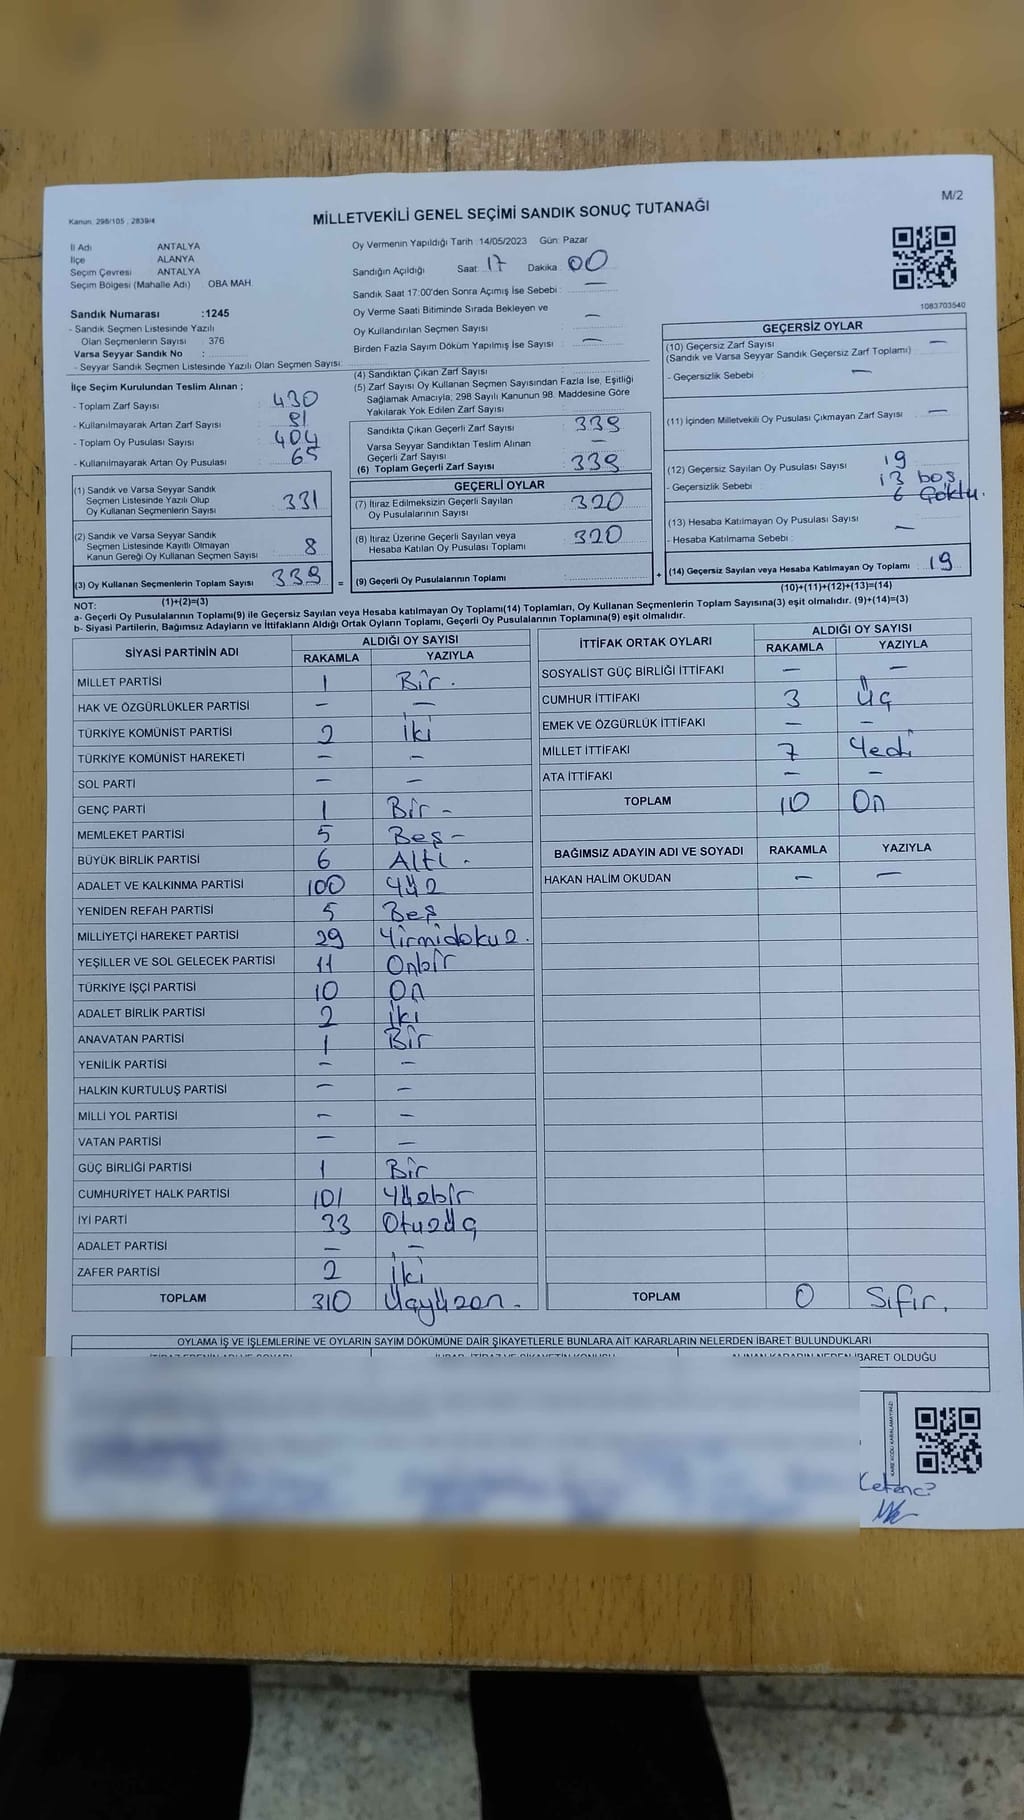 M/2
Kanun. 298/105 , 2839/4
MİLLETVEKİLİ GENEL SEÇİMİ SANDIK SONUÇ TUTANAĞI
İl Adı ANTALYA
İlçe ALANYA
Seçim Çevresi ANTALYA
Seçim Bölgesi (Mahalle Adı) OBA MAH.
Sandık Numarası :1245
- Sandık Seçmen Listesinde Yazılı
Olan Seçmenlerin Sayısı 376
Varsa Seyyar Sandık No :
- Seyyar Sandık Seçmen Listesinde Yazılı Olan Seçmen Sayısı:
Oy Vermenin Yapıldığı Tarih :14/05/2023 Gün: Pazar
Sandığın Açıldığı Saat: 17 Dakika: 00
Sandık Saat 17:00'den Sonra Açımış İse Sebebi : —
Oy Verme Saati Bitiminde Sırada Bekleyen ve
Oy Kullandırılan Seçmen Sayısı : —
Birden Fazla Sayım Döküm Yapılmış İse Sayısı : —
1083703540
İlçe Seçim Kurulundan Teslim Alınan ;
- Toplam Zarf Sayısı : 430
- Kullanılmayarak Artan Zarf Sayısı : 91
- Toplam Oy Pusulası Sayısı : 404
- Kullanılmayarak Artan Oy Pusulası : 65
(1) Sandık ve Varsa Seyyar Sandık
Seçmen Listesinde Yazılı Olup
Oy Kullanan Seçmenlerin Sayısı : 331
(2) Sandık ve Varsa Seyyar Sandık
Seçmen Listesinde Kayıtlı Olmayan
Kanun Gereği Oy Kullanan Seçmen Sayısı : 8
(3) Oy Kullanan Seçmenlerin Toplam Sayısı : 339
(1)+(2)=(3)
(4) Sandıktan Çıkan Zarf Sayısı :
(5) Zarf Sayısı Oy Kullanan Seçmen Sayısından Fazla İse, Eşitliği
Sağlamak Amacıyla, 298 Sayılı Kanunun 98. Maddesine Göre
Yakılarak Yok Edilen Zarf Sayısı :
Sandıkta Çıkan Geçerli Zarf Sayısı : 339
Varsa Seyyar Sandıktan Teslim Alınan
Geçerli Zarf Sayısı : —
(6) Toplam Geçerli Zarf Sayısı : 339
GEÇERLİ OYLAR
(7) İtiraz Edilmeksizin Geçerli Sayılan
Oy Pusulalarının Sayısı : 320
(8) İtiraz Üzerine Geçerli Sayılan veya
Hesaba Katılan Oy Pusulası Toplamı : 320
= (9) Geçerli Oy Pusulalarının Toplamı :
GEÇERSİZ OYLAR
(10) Geçersiz Zarf Sayısı : —
(Sandık ve Varsa Seyyar Sandık Geçersiz Zarf Toplamı)
- Geçersizlik Sebebi : —
(11) İçinden Milletvekili Oy Pusulası Çıkmayan Zarf Sayısı : —
(12) Geçersiz Sayılan Oy Pusulası Sayısı : 19
- Geçersizlik Sebebi : 13 boş
6 çoklu.
(13) Hesaba Katılmayan Oy Pusulası Sayısı : —
- Hesaba Katılmama Sebebi :
+ (14) Geçersiz Sayılan veya Hesaba Katılmayan Oy Toplamı : 19
(10)+(11)+(12)+(13)=(14)
NOT:
a- Geçerli Oy Pusulalarının Toplamı(9) ile Geçersiz Sayılan veya Hesaba katılmayan Oy Toplamı(14) Toplamları, Oy Kullanan Seçmenlerin Toplam Sayısına(3) eşit olmalıdır. (9)+(14)=(3)
b- Siyasi Partilerin, Bağımsız Adayların ve İttifakların Aldığı Ortak Oyların Toplamı, Geçerli Oy Pusulalarının Toplamına(9) eşit olmalıdır.
SİYASİ PARTİNİN ADI ALDIĞI OY SAYISI
RAKAMLA YAZIYLA
MİLLET PARTİSİ 1 Bir.
HAK VE ÖZGÜRLÜKLER PARTİSİ — —
TÜRKİYE KOMÜNİST PARTİSİ 2 İki
TÜRKİYE KOMÜNİST HAREKETİ — —
SOL PARTİ — —
GENÇ PARTİ 1 Bir -
MEMLEKET PARTİSİ 5 Beş -
BÜYÜK BİRLİK PARTİSİ 6 Altı.
ADALET VE KALKINMA PARTİSİ 100 Yüz
YENİDEN REFAH PARTİSİ 5 Beş
MİLLİYETÇİ HAREKET PARTİSİ 29 Yirmidokuz.
YEŞİLLER VE SOL GELECEK PARTİSİ 11 Onbir
TÜRKİYE İŞÇİ PARTİSİ 10 On
ADALET BİRLİK PARTİSİ 2 İki
ANAVATAN PARTİSİ 1 Bir
YENİLİK PARTİSİ — —
HALKIN KURTULUŞ PARTİSİ — —
MİLLİ YOL PARTİSİ — —
VATAN PARTİSİ — —
GÜÇ BİRLİĞİ PARTİSİ 1 Bir
CUMHURİYET HALK PARTİSİ 101 Yüzbir
İYİ PARTİ 33 Otuzüç
ADALET PARTİSİ — —
ZAFER PARTİSİ 2 İki
TOPLAM 310 Üçyüzon.
İTTİFAK ORTAK OYLARI ALDIĞI OY SAYISI
RAKAMLA YAZIYLA
SOSYALİST GÜÇ BİRLİĞİ İTTİFAKI — —
CUMHUR İTTİFAKI 3 Üç
EMEK VE ÖZGÜRLÜK İTTİFAKI — —
MİLLET İTTİFAKI 7 Yedi
ATA İTTİFAKI — —
TOPLAM 10 On
BAĞIMSIZ ADAYIN ADI VE SOYADI RAKAMLA YAZIYLA
HAKAN HALİM OKUDAN — —
TOPLAM 0 Sıfır.
OYLAMA İŞ VE İŞLEMLERİNE VE OYLARIN SAYIM DÖKÜMÜNE DAİR ŞİKAYETLERLE BUNLARA AİT KARARLARIN NELERDEN İBARET BULUNDUKLARI
ALINAN KARARIN NEDEN İBARET OLDUĞU